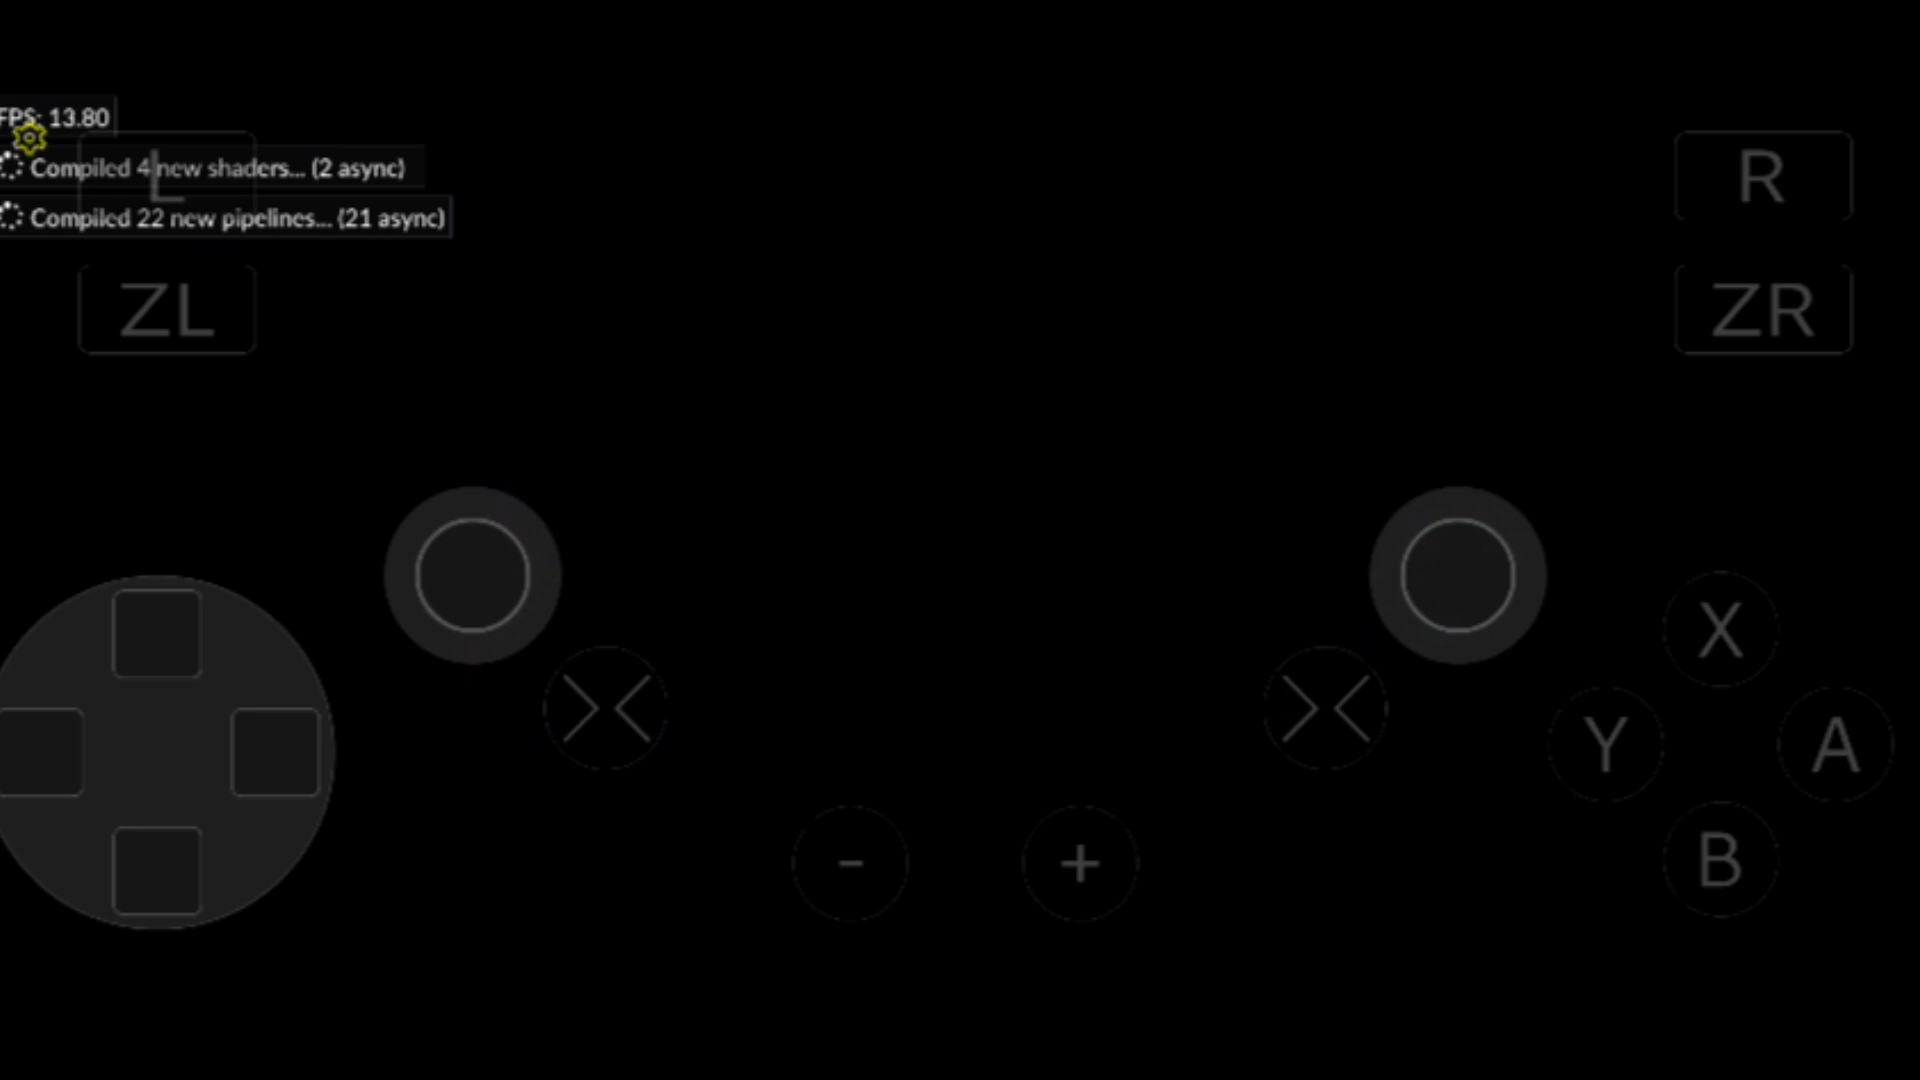 FPS: 13.80
Compiled 4 new shaders... (2 async)
L
Compiled 22 new pipelines... (21 async)
R
ZL
ZR
X
Y
A
B
-
+